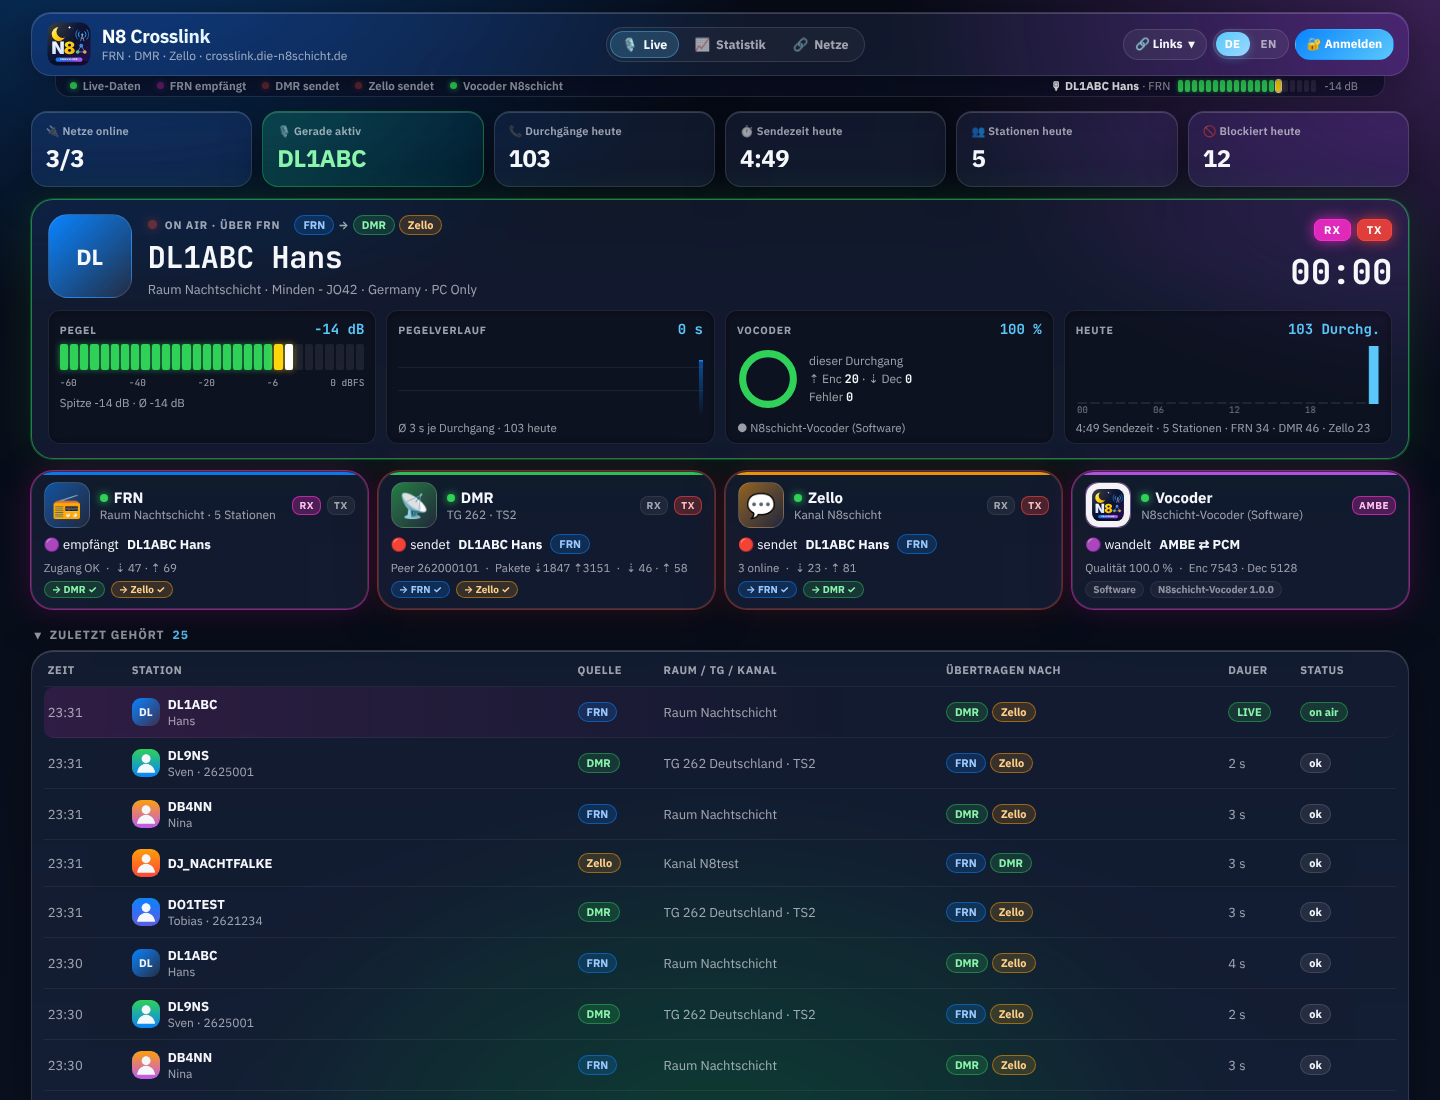 N8 Crosslink
FRN · DMR · Zello · crosslink.die-n8schicht.de
Live
Statistik
Netze
Links ▾
DE
EN
Anmelden
Live-Daten
FRN empfängt
DMR sendet
Zello sendet
Vocoder N8schicht
DL1ABC Hans · FRN
-14 dB
Netze online
3/3
Gerade aktiv
DL1ABC
Durchgänge heute
103
Sendezeit heute
4:49
Stationen heute
5
Blockiert heute
12
DL
ON AIR · ÜBER FRN
FRN → DMR Zello
DL1ABC Hans
Raum Nachtschicht · Minden - JO42 · Germany · PC Only
RX TX
00:00
PEGEL
-14 dB
-60 -40 -20 -6 0 dBFS
Spitze -14 dB · Ø -14 dB
PEGELVERLAUF
0 s
Ø 3 s je Durchgang · 103 heute
VOCODER
100 %
dieser Durchgang
↑ Enc 20 · ↓ Dec 0
Fehler 0
N8schicht-Vocoder (Software)
HEUTE
103 Durchg.
00 06 12 18
4:49 Sendezeit · 5 Stationen · FRN 34 · DMR 46 · Zello 23
FRN
Raum Nachtschicht · 5 Stationen
RX TX
empfängt DL1ABC Hans
Zugang OK · ↓ 47 · ↑ 69
→ DMR ✓ → Zello ✓
DMR
TG 262 · TS2
RX TX
sendet DL1ABC Hans FRN
Peer 262000101 · Pakete ↓1847 ↑3151 · ↓ 46 · ↑ 58
→ FRN ✓ → Zello ✓
Zello
Kanal N8schicht
RX TX
sendet DL1ABC Hans FRN
3 online · ↓ 23 · ↑ 81
→ FRN ✓ → DMR ✓
N8
Vocoder
N8schicht-Vocoder (Software)
AMBE
wandelt AMBE ⇄ PCM
Qualität 100.0 % · Enc 7543 · Dec 5128
Software N8schicht-Vocoder 1.0.0
▾ ZULETZT GEHÖRT 25
ZEIT STATION QUELLE RAUM / TG / KANAL ÜBERTRAGEN NACH DAUER STATUS
23:31 DL DL1ABC Hans FRN Raum Nachtschicht DMR Zello LIVE on air
23:31 DL9NS Sven · 2625001 DMR TG 262 Deutschland · TS2 FRN Zello 2 s ok
23:31 DB4NN Nina FRN Raum Nachtschicht DMR Zello 3 s ok
23:31 DJ_NACHTFALKE Zello Kanal N8test FRN DMR 3 s ok
23:31 DO1TEST Tobias · 2621234 DMR TG 262 Deutschland · TS2 FRN Zello 3 s ok
23:30 DL DL1ABC Hans FRN Raum Nachtschicht DMR Zello 4 s ok
23:30 DL9NS Sven · 2625001 DMR TG 262 Deutschland · TS2 FRN Zello 2 s ok
23:30 DB4NN Nina FRN Raum Nachtschicht DMR Zello 3 s ok